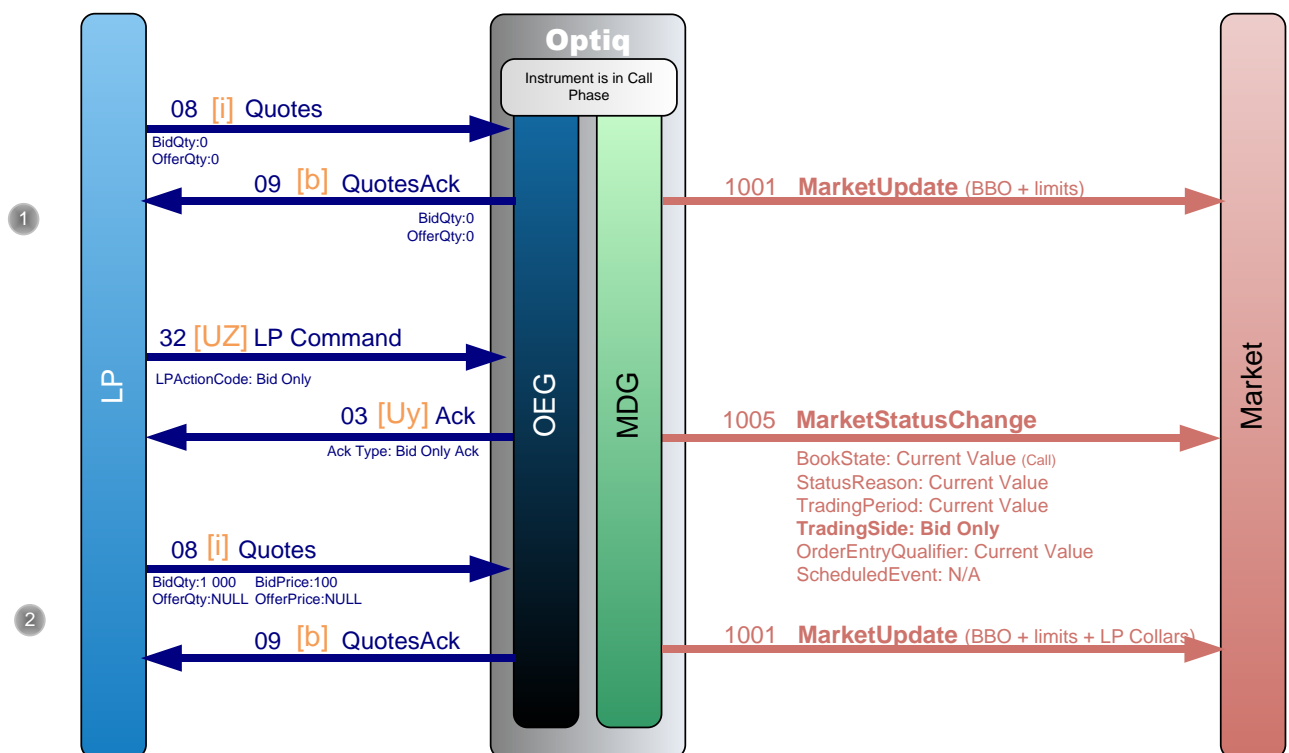 Optiq
Instrument is in Call
Phase
08 [i] Quotes
BidQty:0
OfferQty:0
09 [b] QuotesAck
BidQty:0
OfferQty:0
1001 MarketUpdate (BBO + limits)
1
32 [UZ] LP Command
LPActionCode: Bid Only
03 [Uy] Ack
Ack Type: Bid Only Ack
1005 MarketStatusChange
BookState: Current Value (Call)
StatusReason: Current Value
TradingPeriod: Current Value
TradingSide: Bid Only
OrderEntryQualifier: Current Value
ScheduledEvent: N/A
LP
OEG
MDG
Market
08 [i] Quotes
BidQty:1 000 BidPrice:100
OfferQty:NULL OfferPrice:NULL
2
09 [b] QuotesAck
1001 MarketUpdate (BBO + limits + LP Collars)